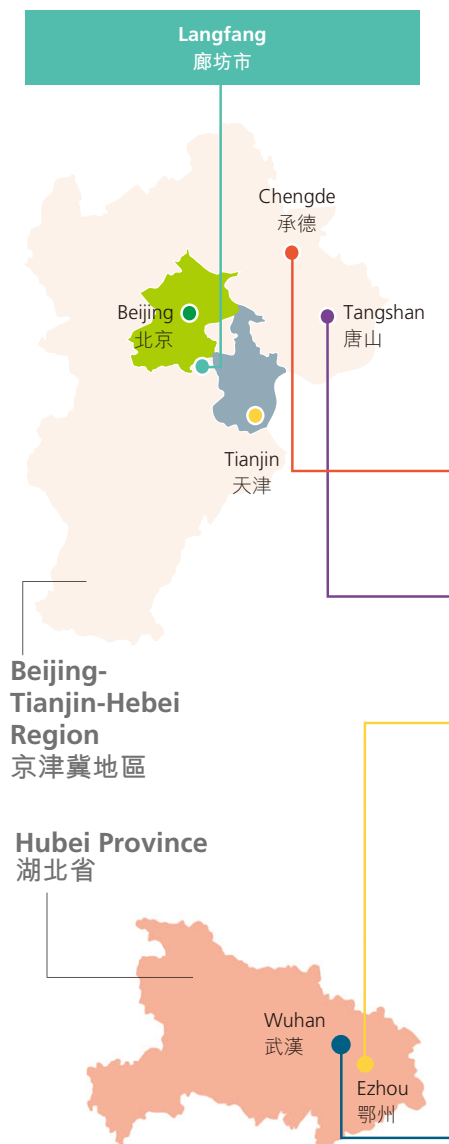 Langfang
廊坊市
Chengde
承德
Beijing
北京
Tangshan
唐山
Tianjin
天津
Beijing-
Tianjin-Hebei
Region
京津冀地區
Hubei Province
湖北省
Wuhan
武漢
Ezhou
鄂州